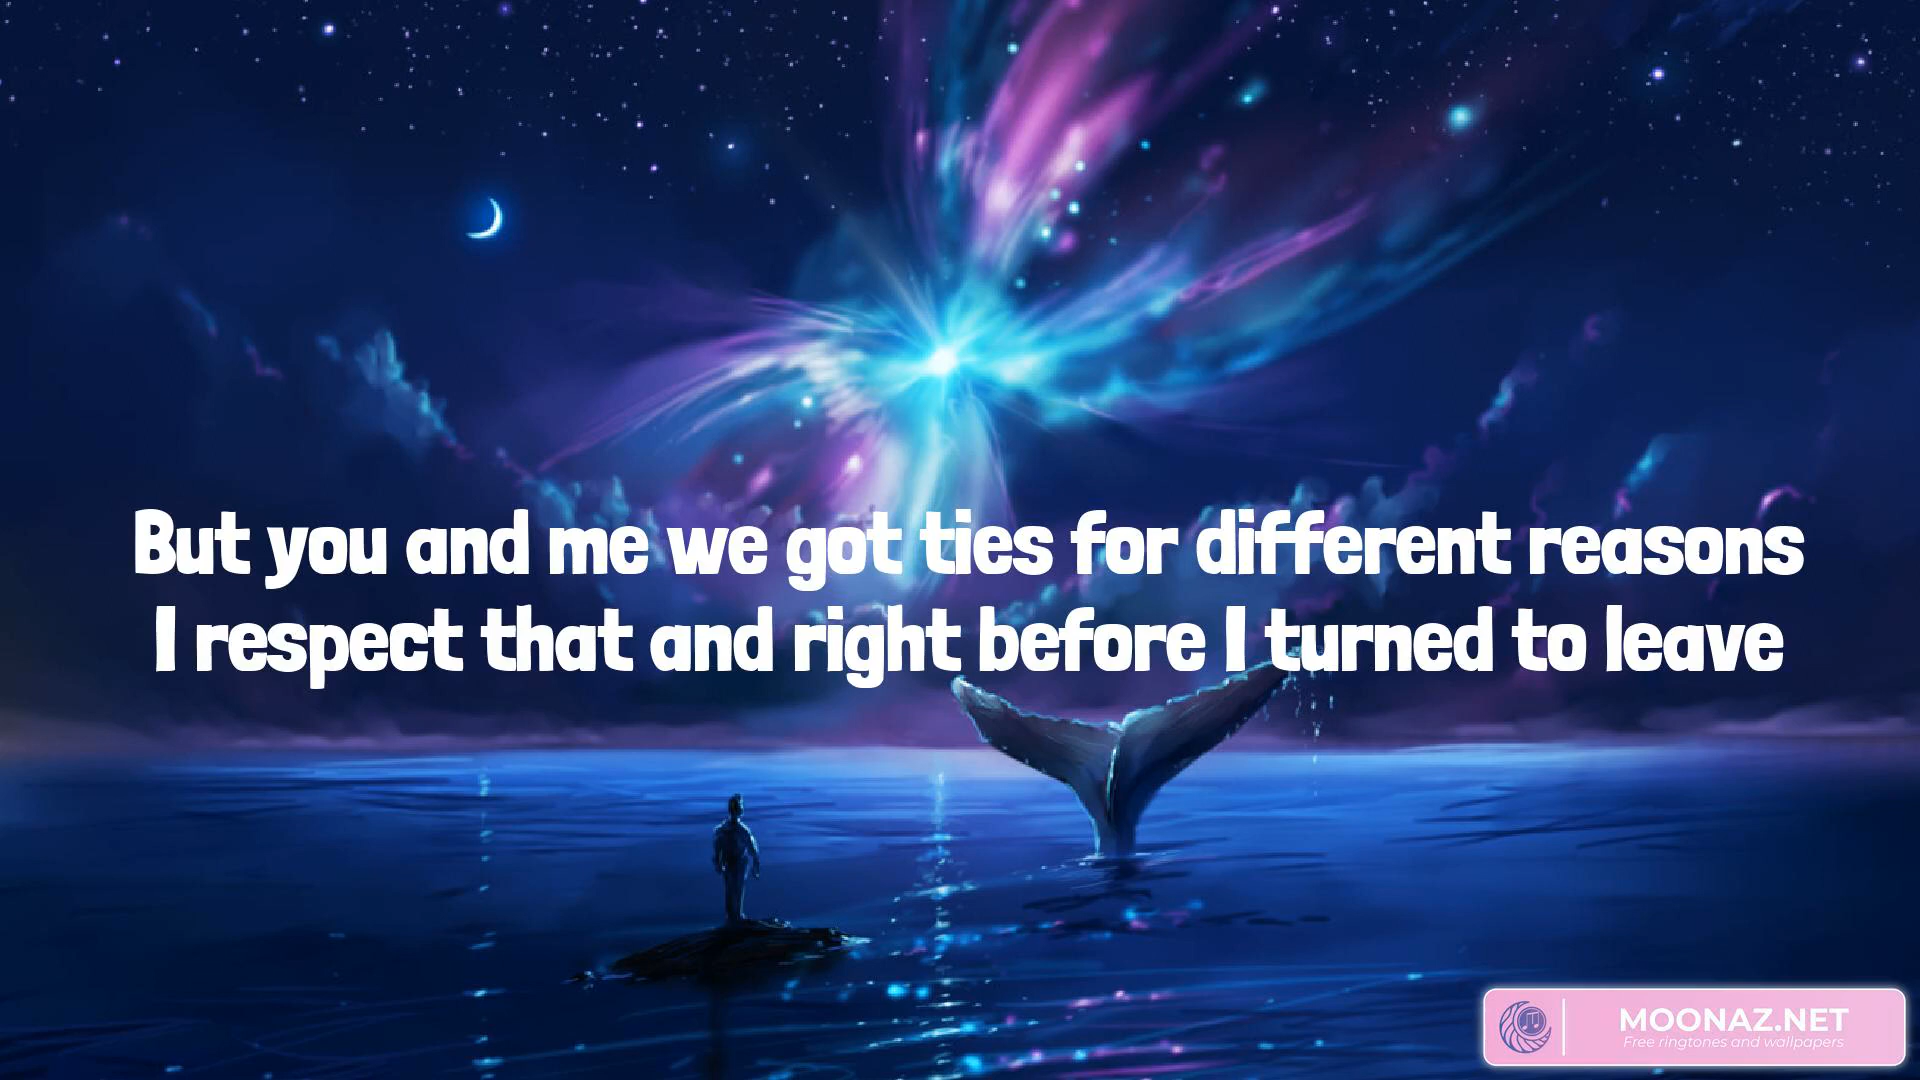 But you and me we got ties for different reasons
I respect that and right before I turned to leave
MOONAZ.NET
Free ringtones and wallpapers